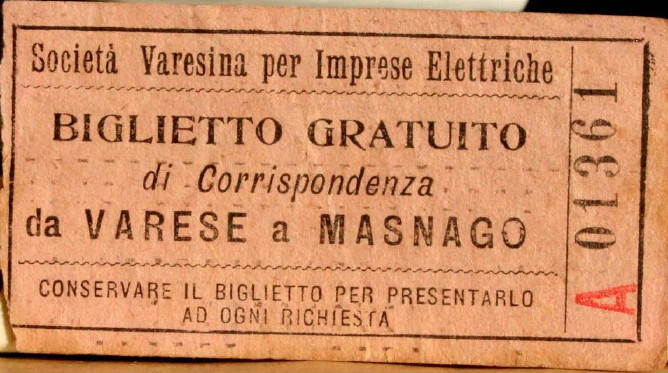 Società Varesina per Imprese Elettriche
BIGLIETTO GRATUITO
di Corrispondenza
da VARESE a MASNAGO
CONSERVARE IL BIGLIETTO PER PRESENTARLO
AD OGNI RICHIESTA
A 01361